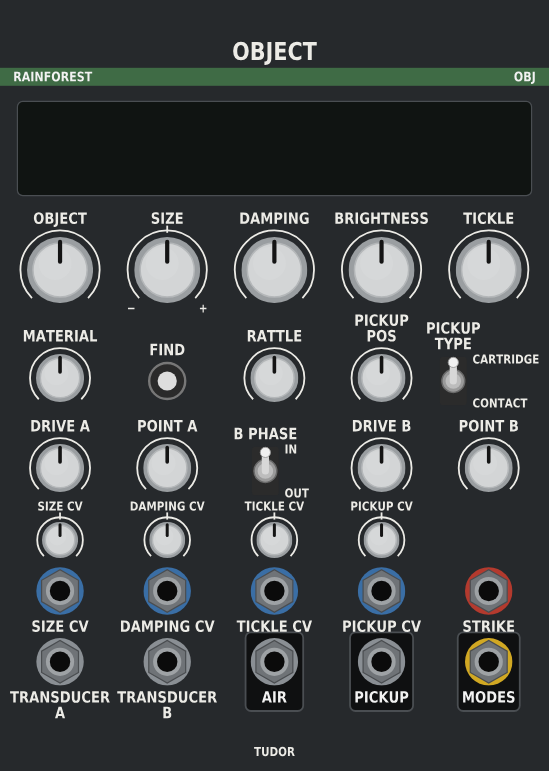 OBJECT
RAINFOREST OBJ
OBJECT SIZE DAMPING BRIGHTNESS TICKLE
− +
MATERIAL FIND RATTLE PICKUP
POS PICKUP
TYPE
CARTRIDGE
CONTACT
DRIVE A POINT A B PHASE DRIVE B POINT B
IN
OUT
SIZE CV DAMPING CV TICKLE CV PICKUP CV
SIZE CV DAMPING CV TICKLE CV PICKUP CV STRIKE
TRANSDUCER
A TRANSDUCER
B AIR PICKUP MODES
TUDOR